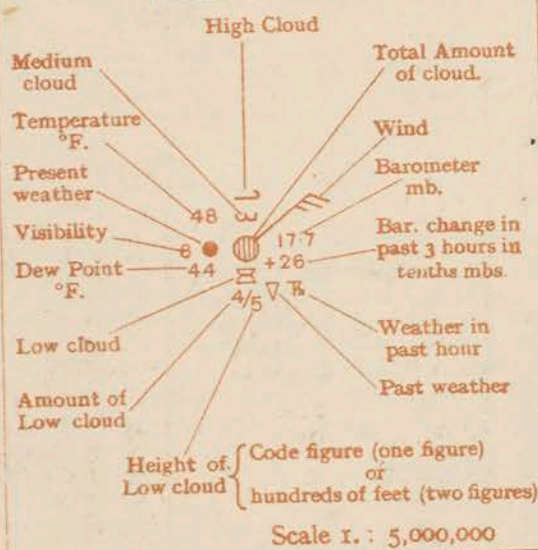 High Cloud
Medium
cloud
Total Amount
of cloud.
Temperature
°F.
Wind
Present
weather
Barometer
mb.
48
Visibility
8
17.7
Bar. change in
past 3 hours in
tenths mbs.
+26
Dew Point
°F.
44
4/5
Low cloud
Weather in
past hour
Amount of
Low cloud
Past weather
Height of
Low cloud
Code figure (one figure)
or
hundreds of feet (two figures)
Scale 1 : 5,000,000